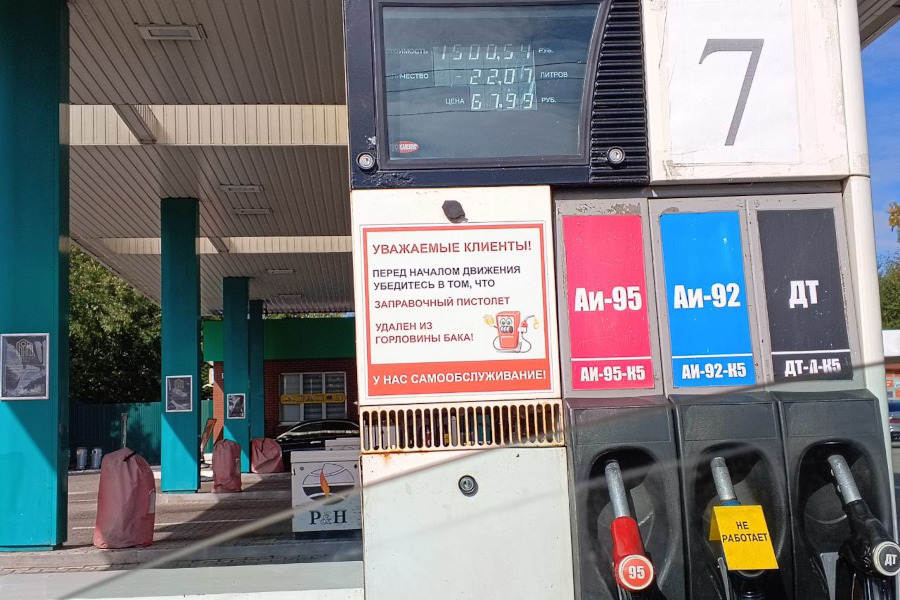 СТОИМОСТЬ 1500,54 РУБ.
22,07 ЛИТРОВ
ЦЕНА 67,99 РУБ.
7
УВАЖАЕМЫЕ КЛИЕНТЫ!
ПЕРЕД НАЧАЛОМ ДВИЖЕНИЯ
УБЕДИТЕСЬ В ТОМ, ЧТО
ЗАПРАВОЧНЫЙ ПИСТОЛЕТ
УДАЛЕН ИЗ
ГОРЛОВИНЫ БАКА!
У НАС САМООБСЛУЖИВАНИЕ!
Аи-95
АИ-95-К5
Аи-92
АИ-92-К5
ДТ
ДТ-Л-К5
НЕ
РАБОТАЕТ
95
ДТ
P&H